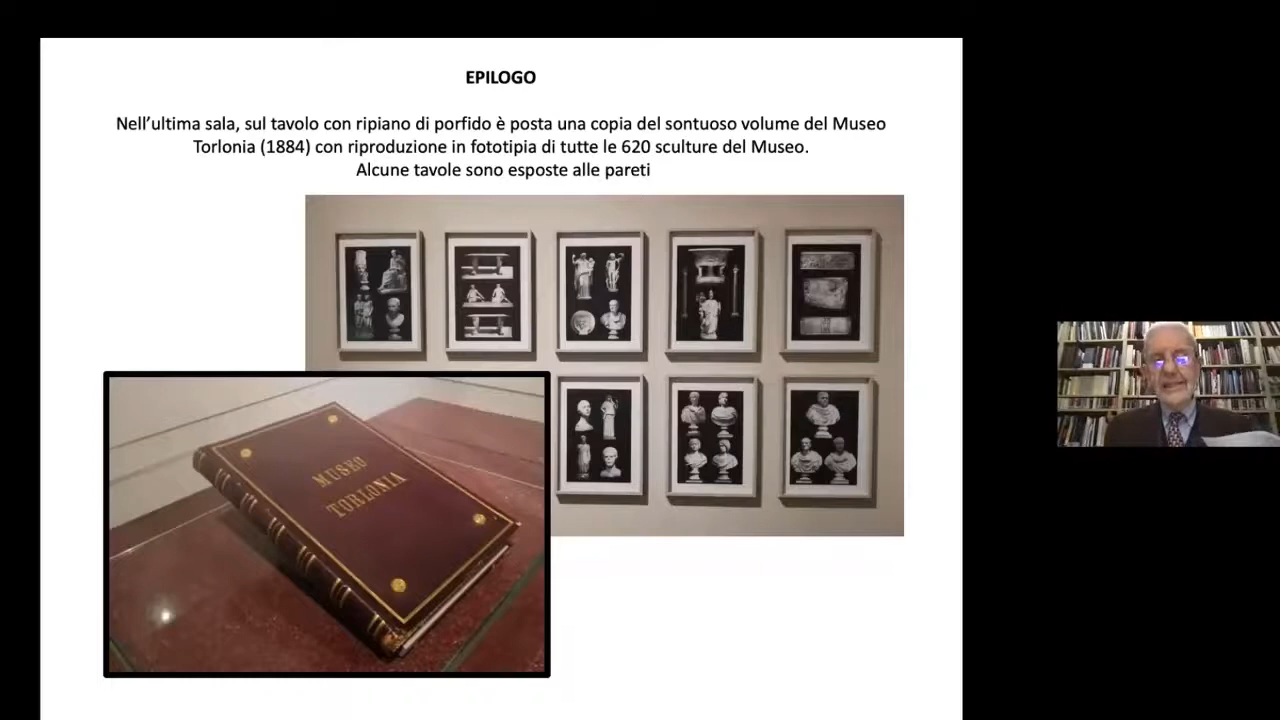 EPILOGO
Nell’ultima sala, sul tavolo con ripiano di porfido è posta una copia del sontuoso volume del Museo
Torlonia (1884) con riproduzione in fototipia di tutte le 620 sculture del Museo.
Alcune tavole sono esposte alle pareti
MUSEO
TORLONIA